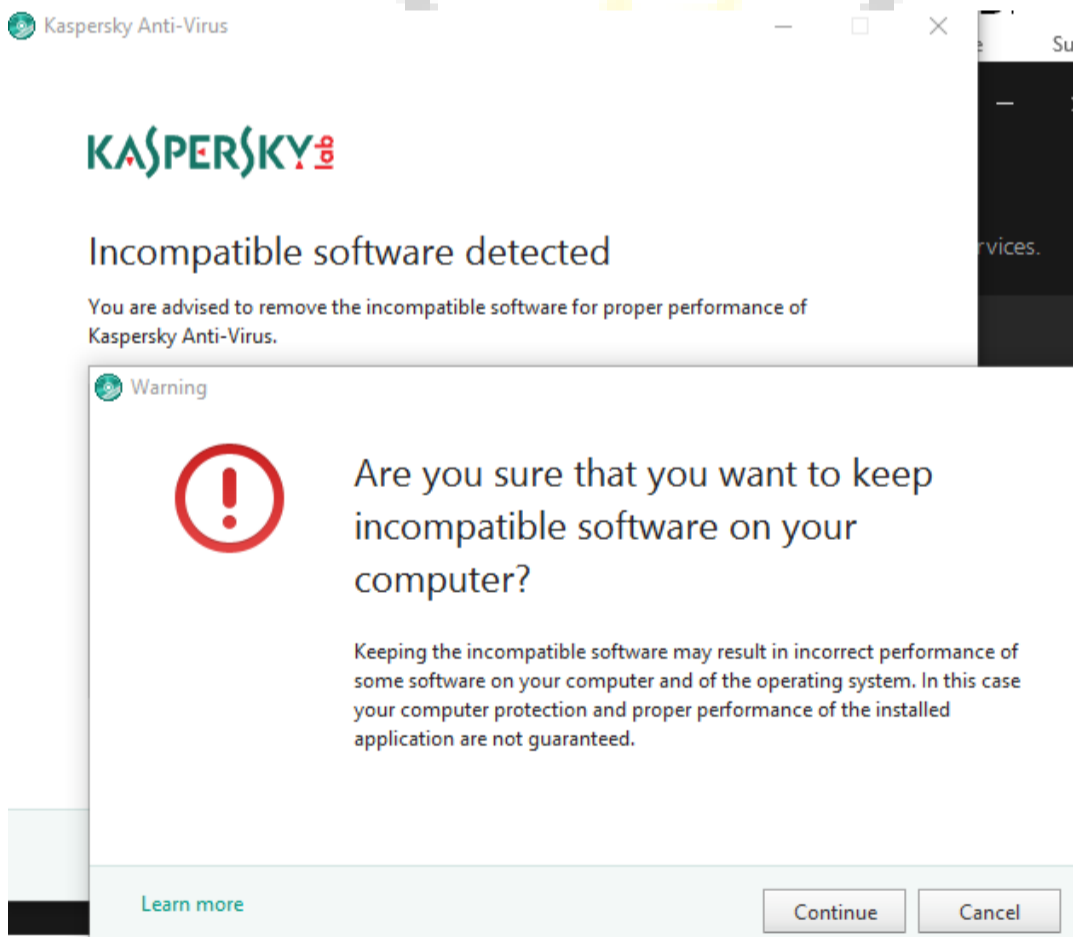 Kaspersky Anti-Virus
Su
KASPERSKY lab
Incompatible software detected
rvices.
You are advised to remove the incompatible software for proper performance of
Kaspersky Anti-Virus.
Warning
Are you sure that you want to keep
incompatible software on your
computer?
Keeping the incompatible software may result in incorrect performance of
some software on your computer and of the operating system. In this case
your computer protection and proper performance of the installed
application are not guaranteed.
Learn more
Continue
Cancel